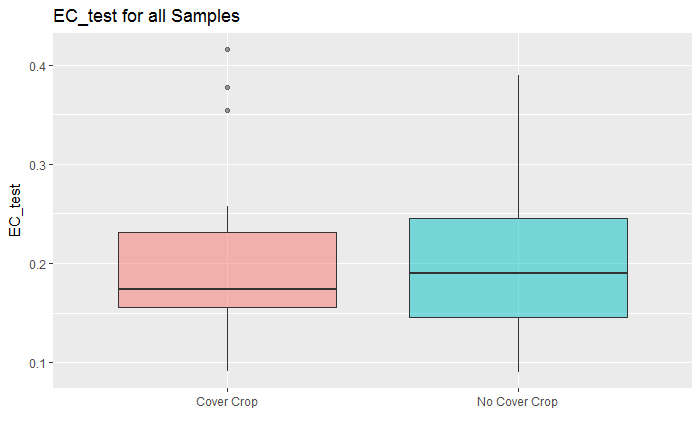 EC_test for all Samples
EC_test
0.4
0.3
0.2
0.1
Cover Crop
No Cover Crop